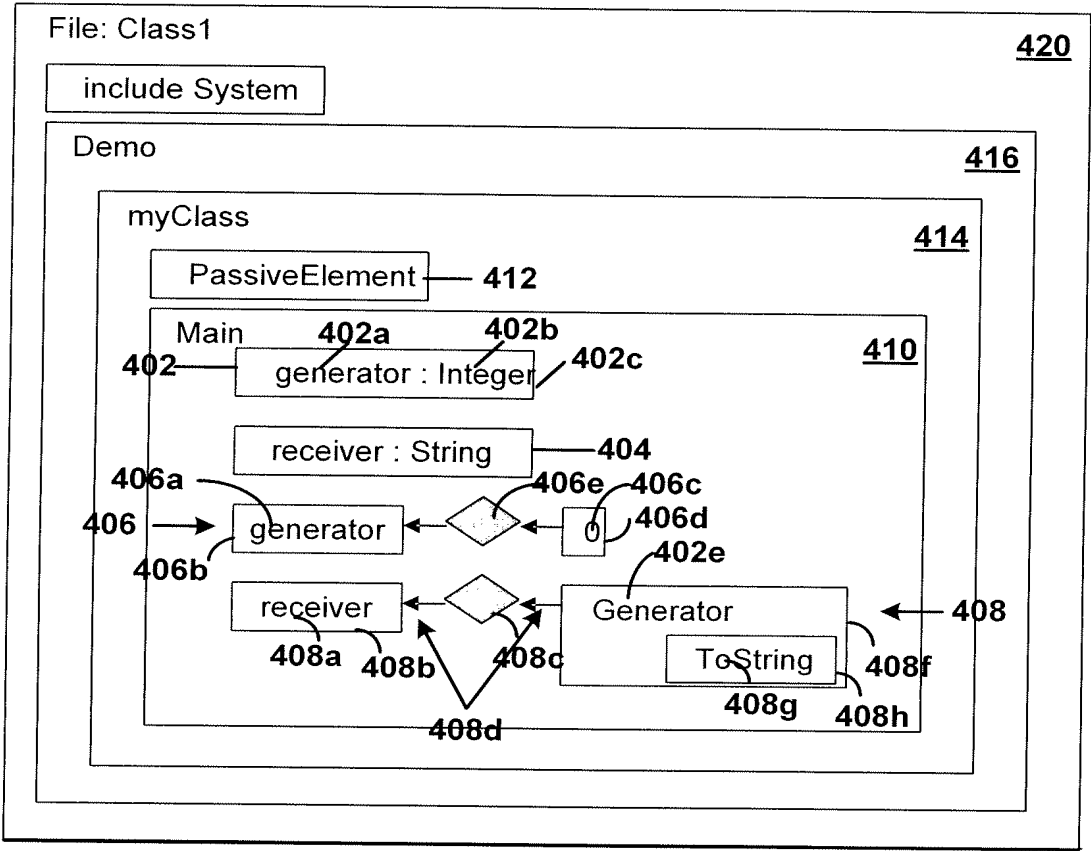 File: Class1
420
include System
Demo
416
myClass
414
PassiveElement
412
Main
402a
402b
410
402
generator : Integer
402c
receiver : String
404
406a
406e
406c
406
generator
0
406d
406b
402e
receiver
Generator
408
408a
408b
408c
ToString
408f
408g
408h
408d